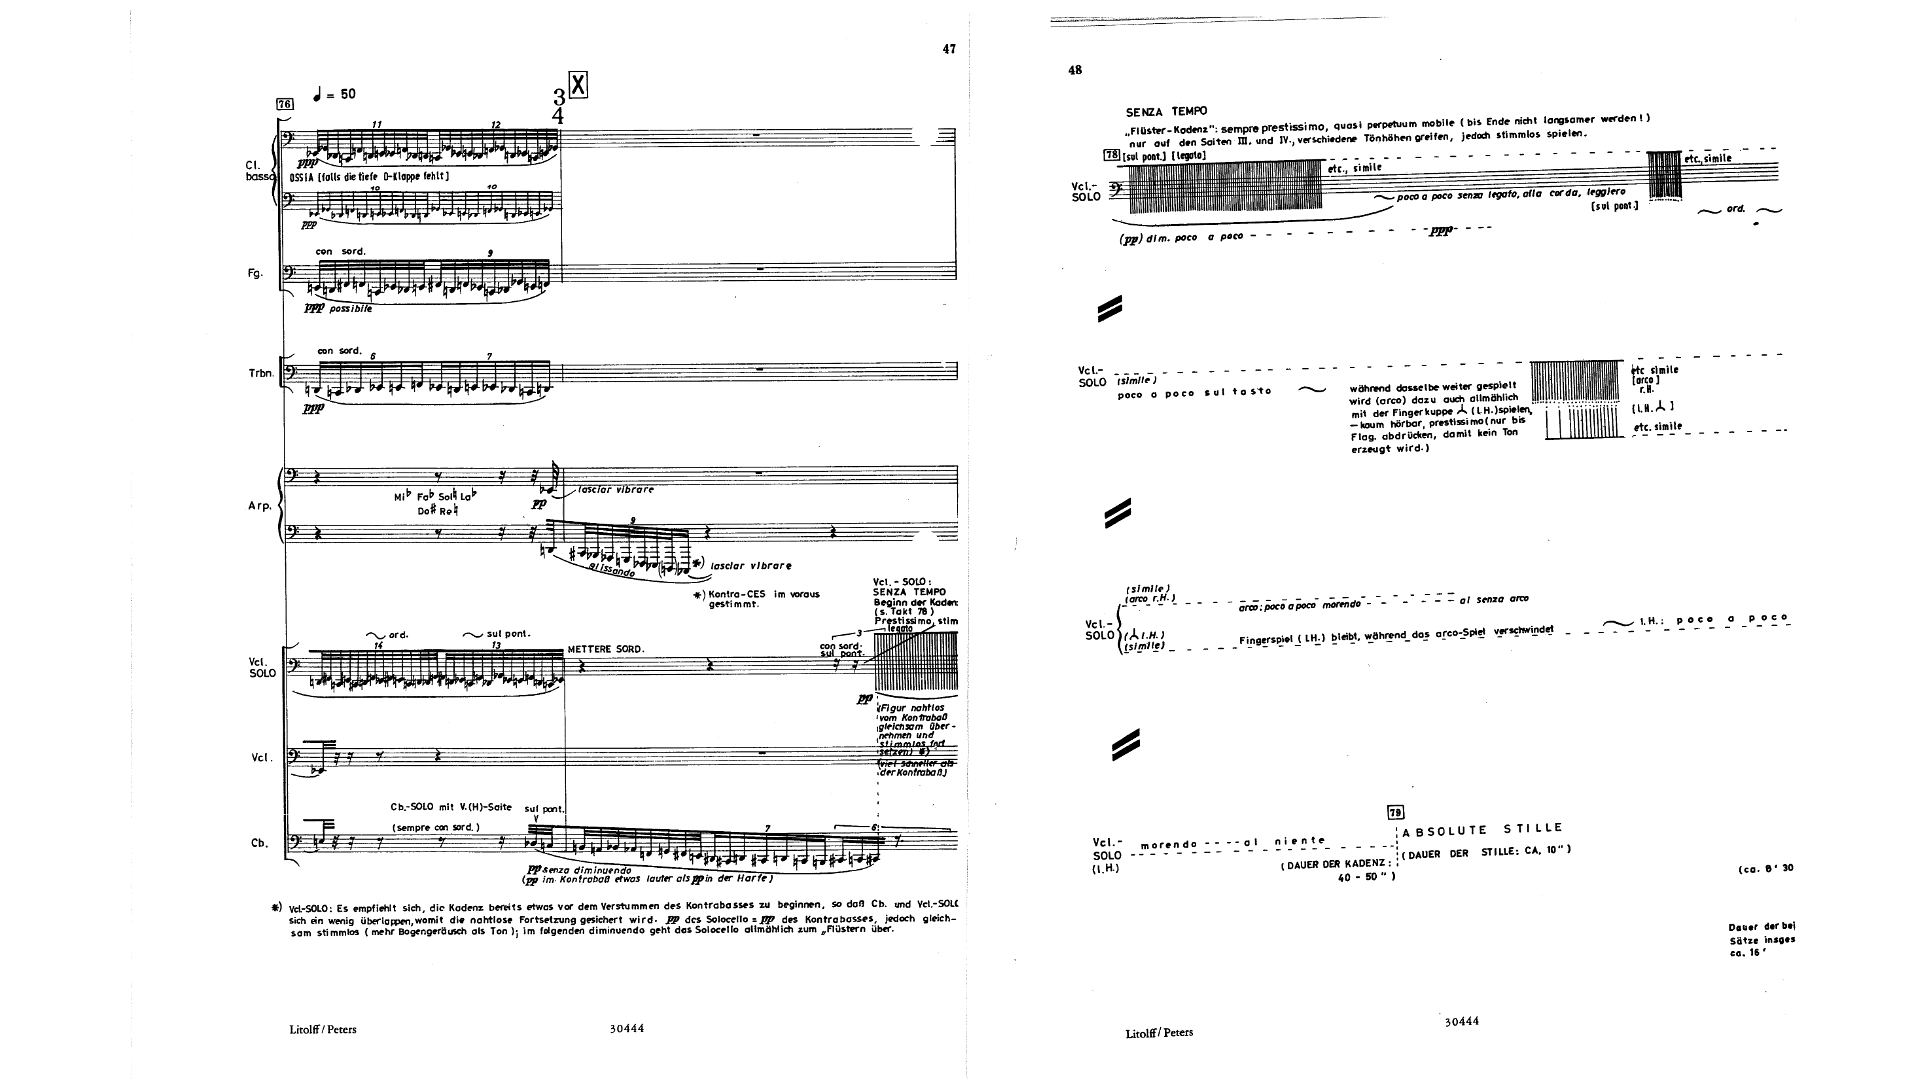 47
76
♩ = 50
X
3
4
11
12
Cl.
basso
ppp
OSSIA [falls die tiefe D-Klappe fehlt]
10
10
ppp
con sord.
9
Fg.
ppp possibile
con sord.
6
7
Trbn.
ppp
Arp.
Mi♭ Fa♭ Sol♮ La♭
Do♯ Re♮
pp
lasciar vibrare
9
glissando
*)
lasciar vibrare
*) Kontra-CES im voraus
gestimmt.
Vcl. - SOLO :
SENZA TEMPO
Beginn der Kaden
(s. Takt 78)
Prestissimo, stim
legato
3
con sord.
sul pont.
ord.
sul pont.
14
13
METTERE SORD.
Vcl.
SOLO
pp
(Figur nahtlos
vom Kontrabaß
gleichsam über-
nehmen und
stimmlos fort
setzen) *)
(viel schneller als
der Kontrabaß)
Vcl.
Cb.-SOLO mit V.(H)-Saite
sul pont.
(sempre con sord.)
7
6
Cb.
pp senza diminuendo
(pp im Kontrabaß etwas lauter als pp in der Harfe)
*) Vcl.-SOLO: Es empfiehlt sich, die Kadenz bereits etwas vor dem Verstummen des Kontrabasses zu beginnen, so daß Cb. und Vcl.-SOLO
sich ein wenig überlappen, womit die nahtlose Fortsetzung gesichert wird. pp des Solocello = pp des Kontrabasses, jedoch gleich-
sam stimmlos (mehr Bogengeräusch als Ton); im folgenden diminuendo geht das Solocello allmählich zum „Flüstern über.
Litolff / Peters
30444
48
SENZA TEMPO
„Flüster-Kadenz": sempre prestissimo, quasi perpetuum mobile (bis Ende nicht langsamer werden!)
nur auf den Saiten III. und IV., verschiedene Tönhöhen greifen, jedoch stimmlos spielen.
78
[sul pont.] [legato]
etc., simile
etc., simile
Vcl.-
SOLO
poco a poco senza legato, alla corda, leggiero
[sul pont.]
ord.
(pp) dim. poco a poco
ppp
Vcl.-
SOLO
(simile)
poco a poco sul tasto
während dasselbe weiter gespielt
wird (arco) dazu auch allmählich
mit der Fingerkuppe (l.H.) spielen,
– kaum hörbar, prestissimo (nur bis
Flag. abdrücken, damit kein Ton
erzeugt wird.)
etc simile
[arco]
r.H.
[l.H. ]
etc. simile
(simile)
(arco r.H.)
arco: poco a poco morendo
al senza arco
Vcl.-
SOLO
(l.H.)
(simile)
Fingerspiel (l.H.) bleibt, während das arco-Spiel verschwindet
l.H.: poco a poco
79
Vcl.-
SOLO
(l.H.)
morendo - - - - al niente
ABSOLUTE STILLE
(DAUER DER KADENZ:
40 - 50")
(DAUER DER STILLE: CA. 10")
(ca. 8' 30
Dauer der bei
Sätze insges
ca. 16'
Litolff / Peters
30444